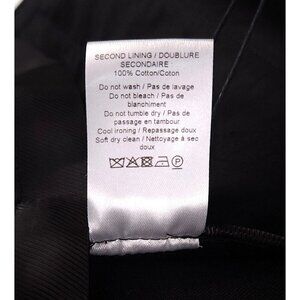 SECOND LINING / DOUBLURE
SECONDAIRE
100% Cotton/Coton
Do not wash / Pas de lavage
Do not bleach / Pas de
blanchiment
Do not tumble dry / Pas de
passage en tambour
Cool ironing / Repassage doux
Soft dry clean / Nettoyage à sec
doux
P